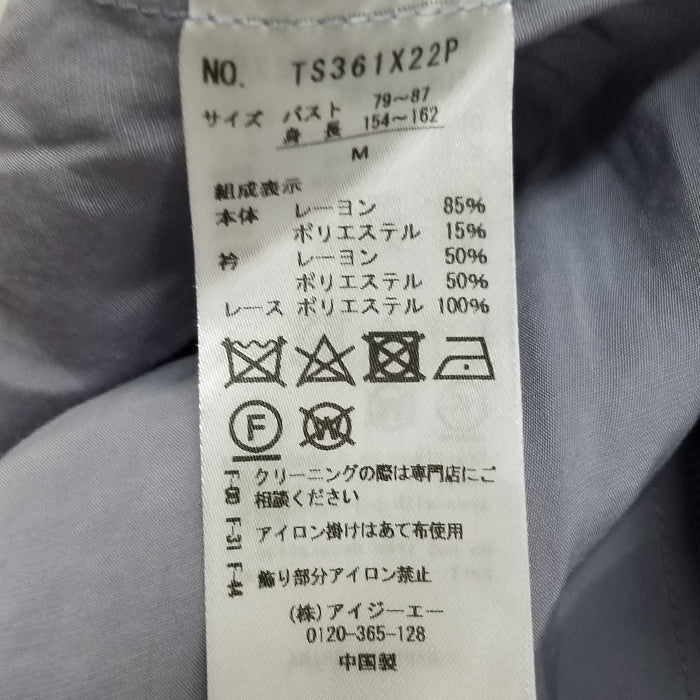 NO. TS361X22P
サイズ バスト 79～87
身長 154～162
M
組成表示
本体 レーヨン 85%
ポリエステル 15%
衿 レーヨン 50%
ポリエステル 50%
レース ポリエステル 100%
F W
クリーニングの際は専門店にご
相談ください
F-31 アイロン掛けはあて布使用
F-44 飾り部分アイロン禁止
(株)アイジーエー
0120-365-128
中国製